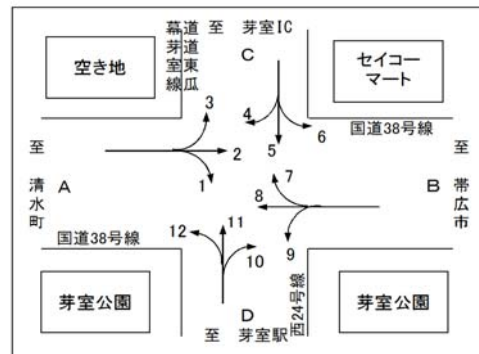 道道東瓜
幕芽室線
至 芽室IC
C
空き地
セイコー
マート
3
4
5
6
国道38号線
至
清水町
A
2
1
7
8
B
至
帯広市
12
11
10
9
国道38号線
西24号線
芽室公園
D
至 芽室駅
芽室公園